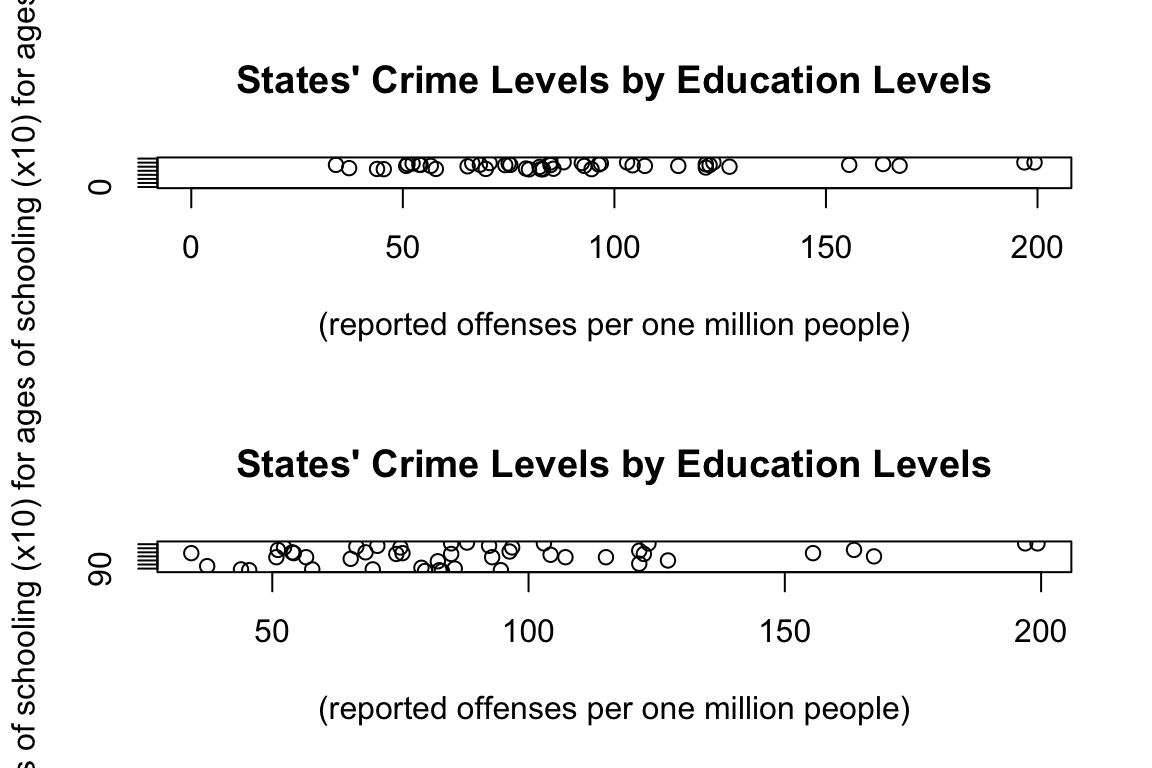 States' Crime Levels by Education Levels
s of schooling (x10) for ages of schooling (x10) for ages
0
0 50 100 150 200
(reported offenses per one million people)
States' Crime Levels by Education Levels
90
50 100 150 200
(reported offenses per one million people)